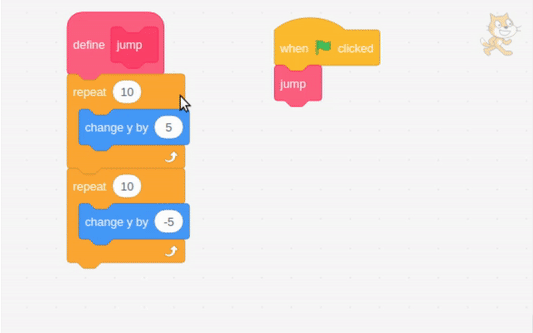 define jump
repeat 10
change y by 5
repeat 10
change y by -5
when clicked
jump